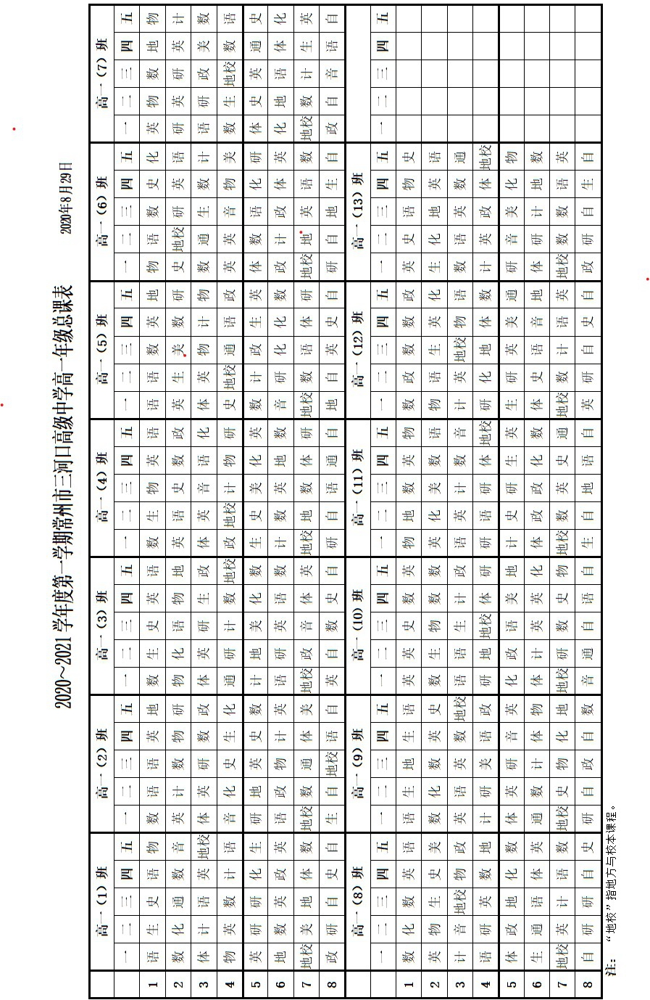 2020～2021学年度第一学期常州市三河口高级中学高一年级总课表
2020年8月29日
高一（1）班 高一（2）班 高一（3）班 高一（4）班 高一（5）班 高一（6）班 高一（7）班
一 二 三 四 五 一 二 三 四 五 一 二 三 四 五 一 二 三 四 五 一 二 三 四 五 一 二 三 四 五 一 二 三 四 五
1 语 生 史 语 物 数 语 语 英 地 数 生 史 英 语 数 生 物 英 语 语 语 数 英 地 物 语 数 史 化 英 物 数 地 物
2 数 化 通 数 音 英 计 数 物 研 物 化 语 物 地 英 语 史 数 政 英 生 美 数 研 史 地校 研 英 语 研 英 研 英 计
3 体 计 语 英 地校 体 英 研 数 政 体 英 研 生 政 体 英 音 语 化 体 英 物 计 物 数 通 生 数 计 语 研 政 美 数
4 物 英 数 计 语 音 化 史 生 化 通 研 计 数 地校 政 地校 计 物 研 史 地校 通 语 政 英 英 音 物 美 数 生 地校 数 语
5 英 研 研 化 生 研 地 英 史 数 计 地 美 化 数 生 史 美 化 英 数 计 政 生 英 体 数 语 化 研 体 史 英 通 史
6 地 数 英 政 英 语 政 物 计 英 语 研 英 语 数 计 数 英 地 数 音 研 化 化 数 政 计 政 体 英 化 地 语 体 化
7 地校 美 地 体 数 地校 数 通 体 美 地校 政 音 体 英 地校 地 数 体 研 地校 数 语 体 研 地校 地 英 语 数 地校 数 计 生 英
8 政 研 自 史 自 生 自 地校 语 自 英 自 数 史 自 研 自 语 通 自 地 自 英 史 自 研 自 地 生 自 政 自 音 语 自
高一（8）班 高一（9）班 高一（10）班 高一（11）班 高一（12）班 高一（13）班
一 二 三 四 五 一 二 三 四 五 一 二 三 四 五 一 二 三 四 五 一 二 三 四 五 一 二 三 四 五 一 二 三 四 五
1 数 化 数 英 语 语 生 地 生 语 英 英 史 数 英 物 地 数 英 物 数 政 数 数 政 英 史 语 物 史
2 英 物 生 史 美 数 化 数 英 史 数 生 物 数 数 英 化 美 数 语 物 语 生 英 化 生 化 地 英 语
3 计 音 地校 物 政 英 语 英 数 地校 语 语 生 计 政 语 英 计 数 音 计 英 地校 物 语 数 语 英 数 通
4 语 研 英 数 地 计 研 美 语 政 研 地 地校 体 研 研 语 研 体 地校 研 化 地 体 数 计 英 政 体 地校
5 体 政 地 化 数 体 英 研 音 英 化 政 语 美 地 计 史 研 生 英 生 研 英 美 通 研 音 美 化 物
6 生 通 语 体 英 通 数 计 体 物 体 计 英 英 化 体 政 政 化 数 体 史 语 音 地 体 研 计 地 数
7 地校 英 计 语 数 地校 史 物 化 地 地校 研 数 史 物 地校 数 英 史 通 地校 数 计 语 英 地校 数 数 语 英
8 自 研 研 自 史 研 自 政 自 数 音 通 自 语 自 生 自 地 语 自 英 研 自 史 自 政 研 自 生 自
注：“地校”指地方与校本课程。